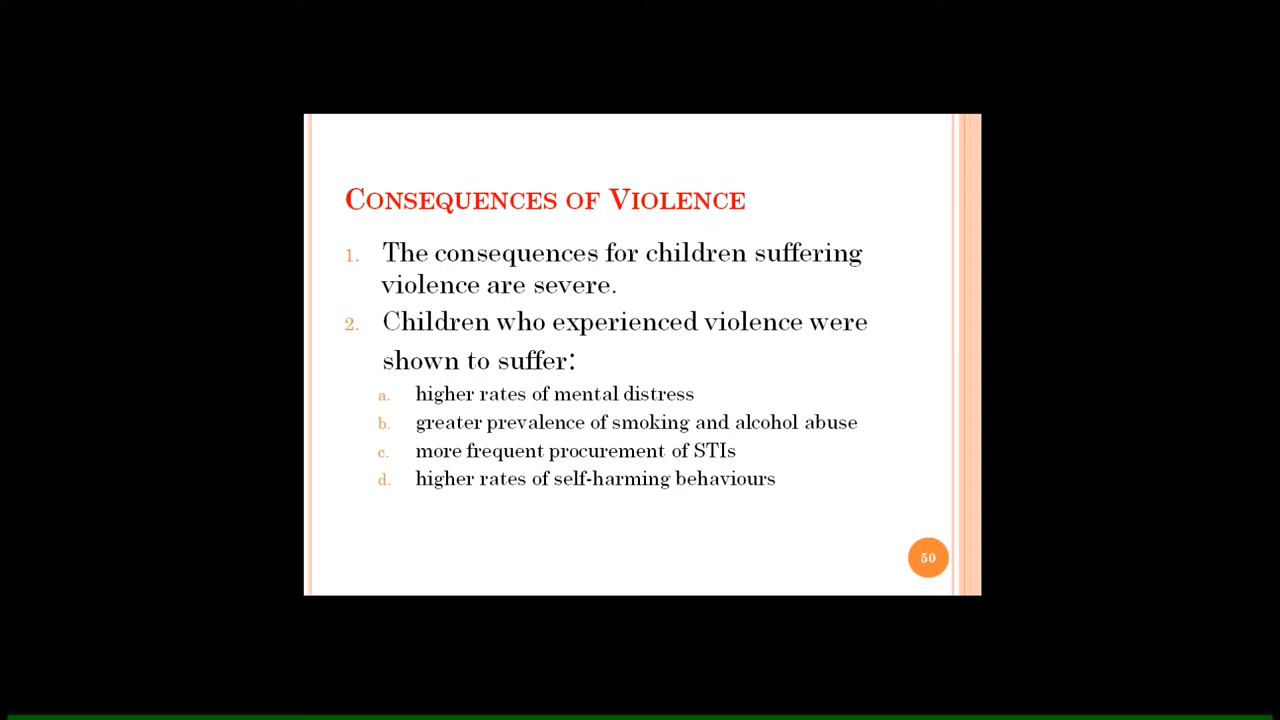 CONSEQUENCES OF VIOLENCE
1. The consequences for children suffering
violence are severe.
2. Children who experienced violence were
shown to suffer:
a. higher rates of mental distress
b. greater prevalence of smoking and alcohol abuse
c. more frequent procurement of STIs
d. higher rates of self-harming behaviours
50